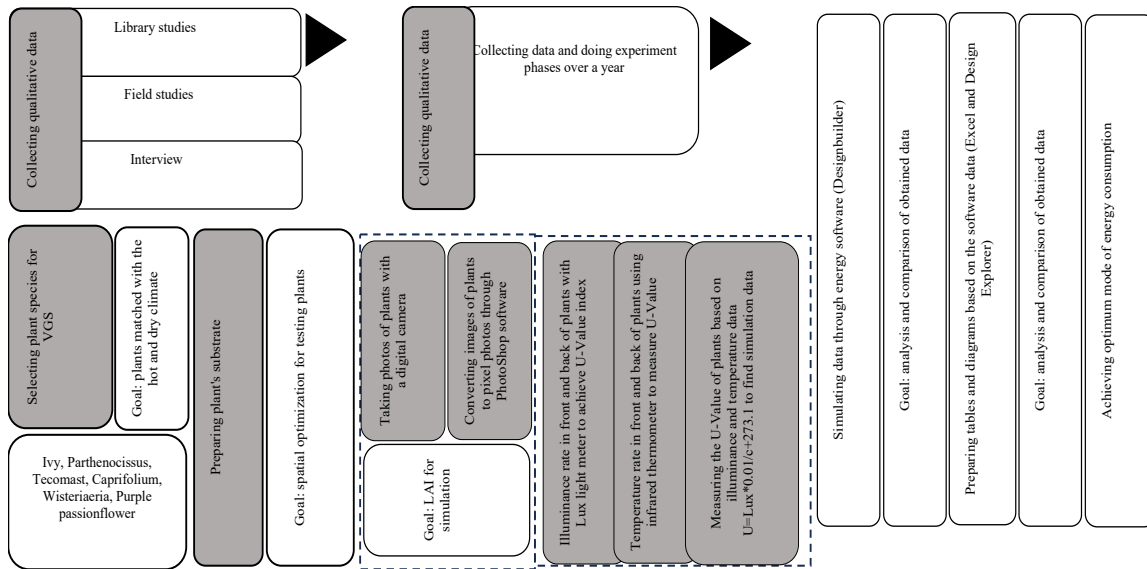 Collecting qualitative data
Library studies
Field studies
Interview
Collecting qualitative data
Collecting data and doing experiment
phases over a year
Selecting plant species for
VGS
Goal: plants matched with the
hot and dry climate
Ivy, Parthenocissus,
Tecomast, Caprifolium,
Wisteriaeria, Purple
passionflower
Preparing plant's substrate
Goal: spatial optimization for testing plants
Taking photos of plants with
a digital camera
Converting images of plants
to pixel photos through
PhotoShop software
Goal: LAI for
simulation
Illuminance rate in front and back of plants with
Lux light meter to achieve U-Value index
Temperature rate in front and back of plants using
infrared thermometer to measure U-Value
Measuring the U-Value of plants based on
illuminance and temperature data
U=Lux*0.01/c+273.1 to find simulation data
Simulating data through energy software (Designbuilder)
Goal: analysis and comparison of obtained data
Preparing tables and diagrams based on the software data (Excel and Design
Explorer)
Goal: analysis and comparison of obtained data
Achieving optimum mode of energy consumption